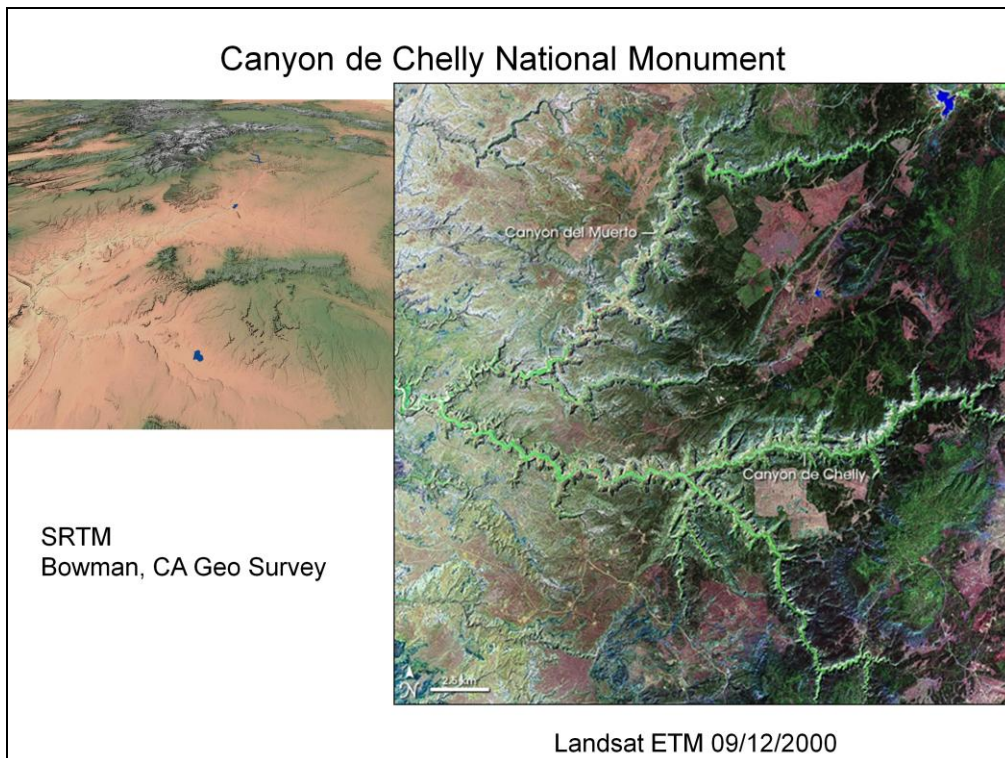 Canyon de Chelly National Monument
Canyon del Muerto
Canyon de Chelly
N
2.5 km
SRTM
Bowman, CA Geo Survey
Landsat ETM 09/12/2000